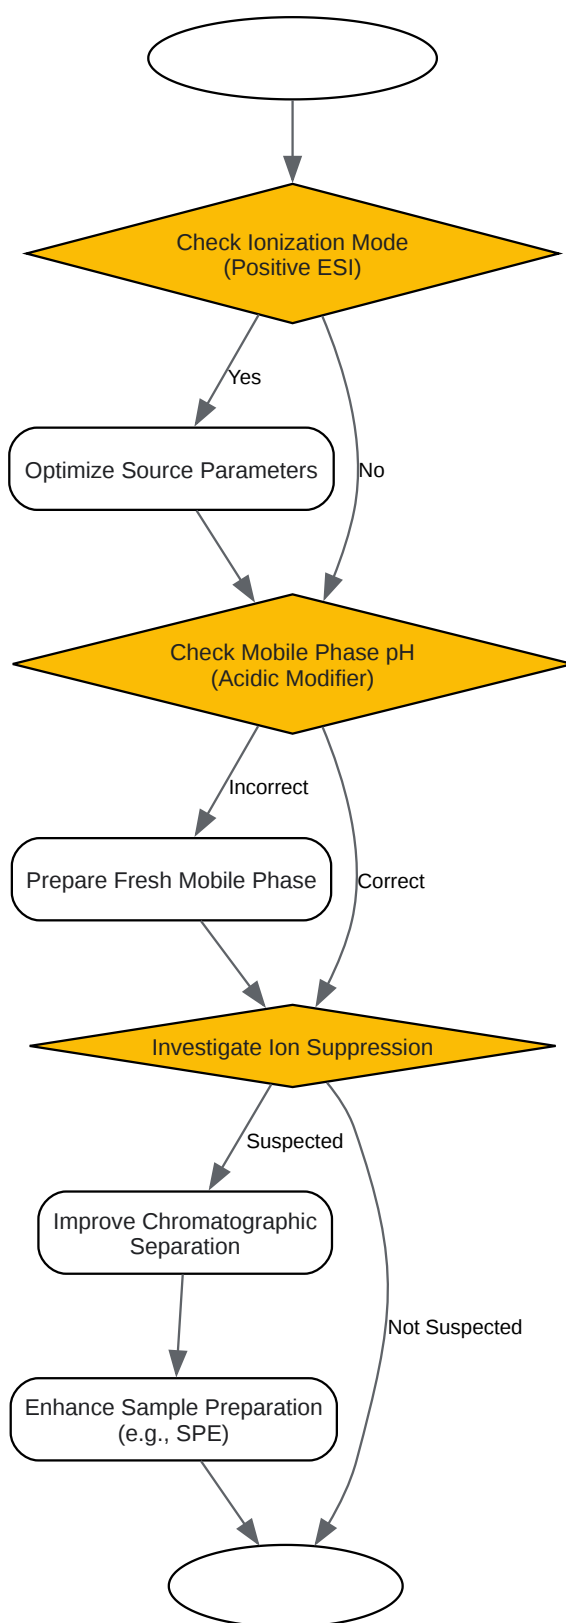 Check Ionization Mode
(Positive ESI)
Yes
Optimize Source Parameters
No
Check Mobile Phase pH
(Acidic Modifier)
Incorrect
Prepare Fresh Mobile Phase
Correct
Investigate Ion Suppression
Suspected
Improve Chromatographic
Separation
Not Suspected
Enhance Sample Preparation
(e.g., SPE)